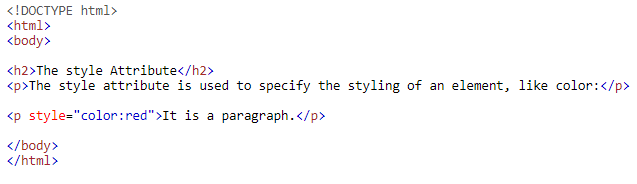 <!DOCTYPE html>
<html>
<body>
<h2>The style Attribute</h2>
<p>The style attribute is used to specify the styling of an element, like color:</p>
<p style="color:red">It is a paragraph.</p>
</body>
</html>